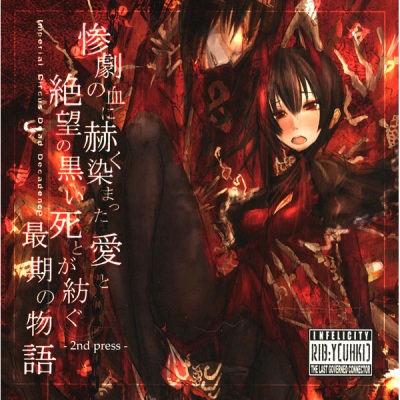 惨劇の血に赫く染まった愛と
絶望の黒い死とが紡ぐ
最期の物語
- 2nd press -
Imperial Circus Dead Decadence
INFELICITY
RIB:Y(UHKI)
THE LAST GOVERNED CONNECTOR